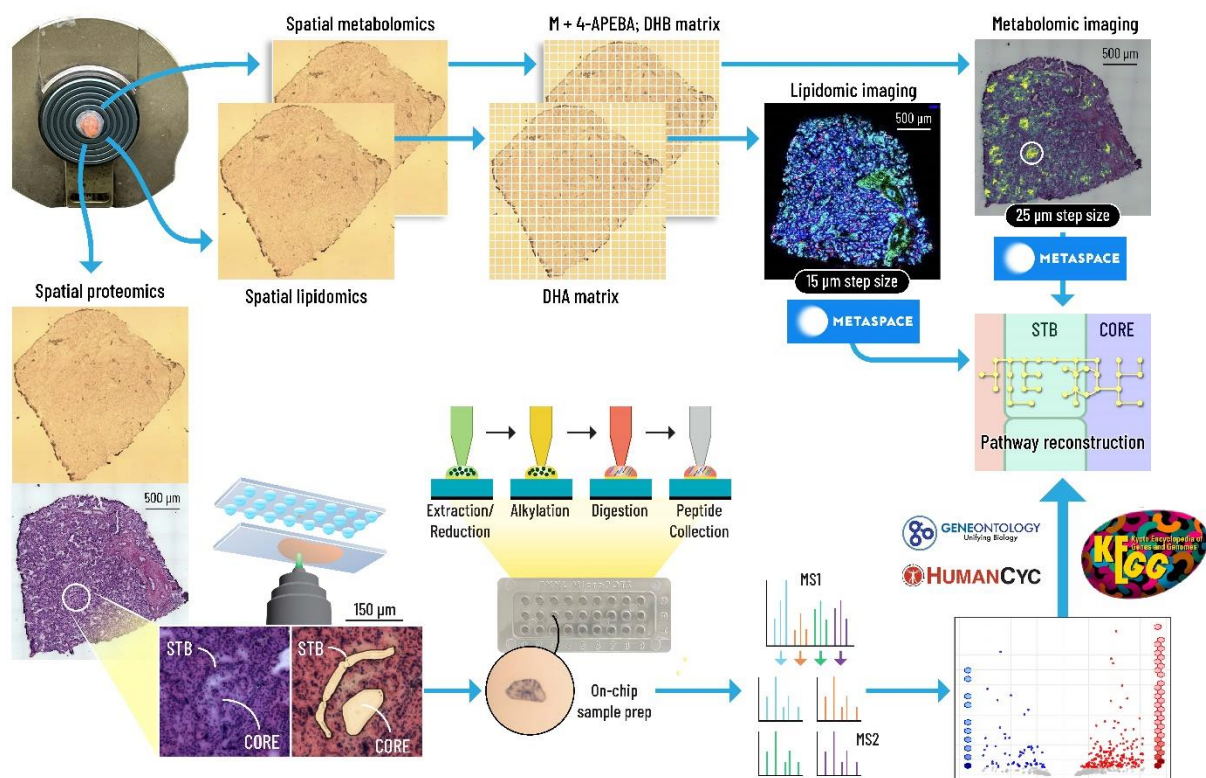 Spatial metabolomics
M + 4-APEBA; DHB matrix
Metabolomic imaging
500 µm
Lipidomic imaging
500 µm
25 µm step size
METASPACE
Spatial proteomics
Spatial lipidomics
DHA matrix
15 µm step size
METASPACE
STB
CORE
Pathway reconstruction
500 µm
Extraction/
Reduction
Alkylation
Digestion
Peptide
Collection
GENEONTOLOGY
Unifying Biology
HUMANCYC
KEGG
Kyoto Encyclopedia of
Genes and Genomes
150 µm
STB
CORE
STB
CORE
On-chip
sample prep
MS1
MS2